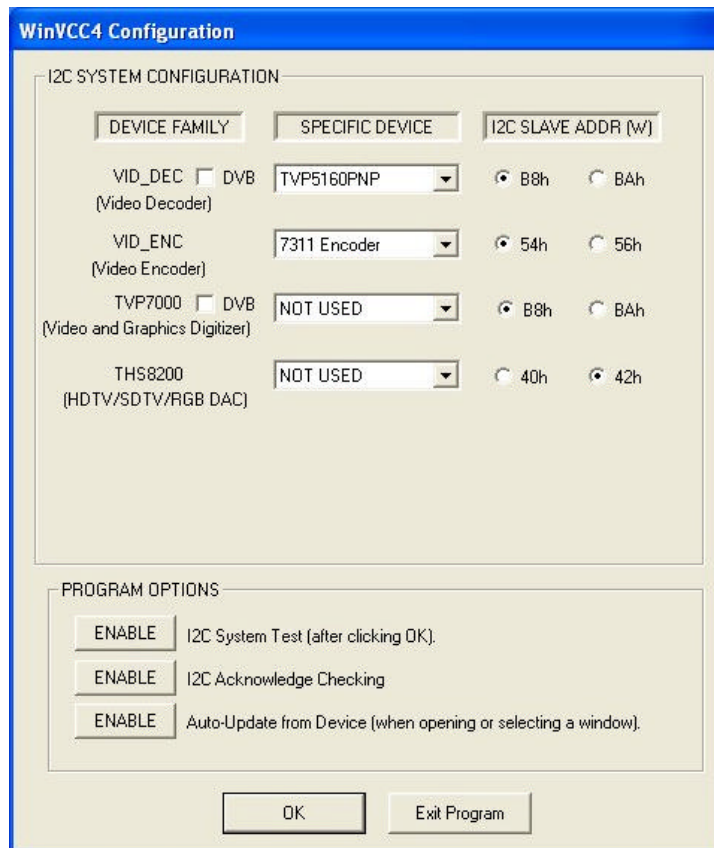 WinVCC4 Configuration
I2C SYSTEM CONFIGURATION
DEVICE FAMILY SPECIFIC DEVICE I2C SLAVE ADDR (W)
VID_DEC DVB TVP5160PNP B8h BAh
(Video Decoder)
VID_ENC 7311 Encoder 54h 56h
(Video Encoder)
TVP7000 DVB NOT USED B8h BAh
(Video and Graphics Digitizer)
THS8200 NOT USED 40h 42h
(HDTV/SDTV/RGB DAC)
PROGRAM OPTIONS
ENABLE I2C System Test (after clicking OK).
ENABLE I2C Acknowledge Checking
ENABLE Auto-Update from Device (when opening or selecting a window).
OK Exit Program